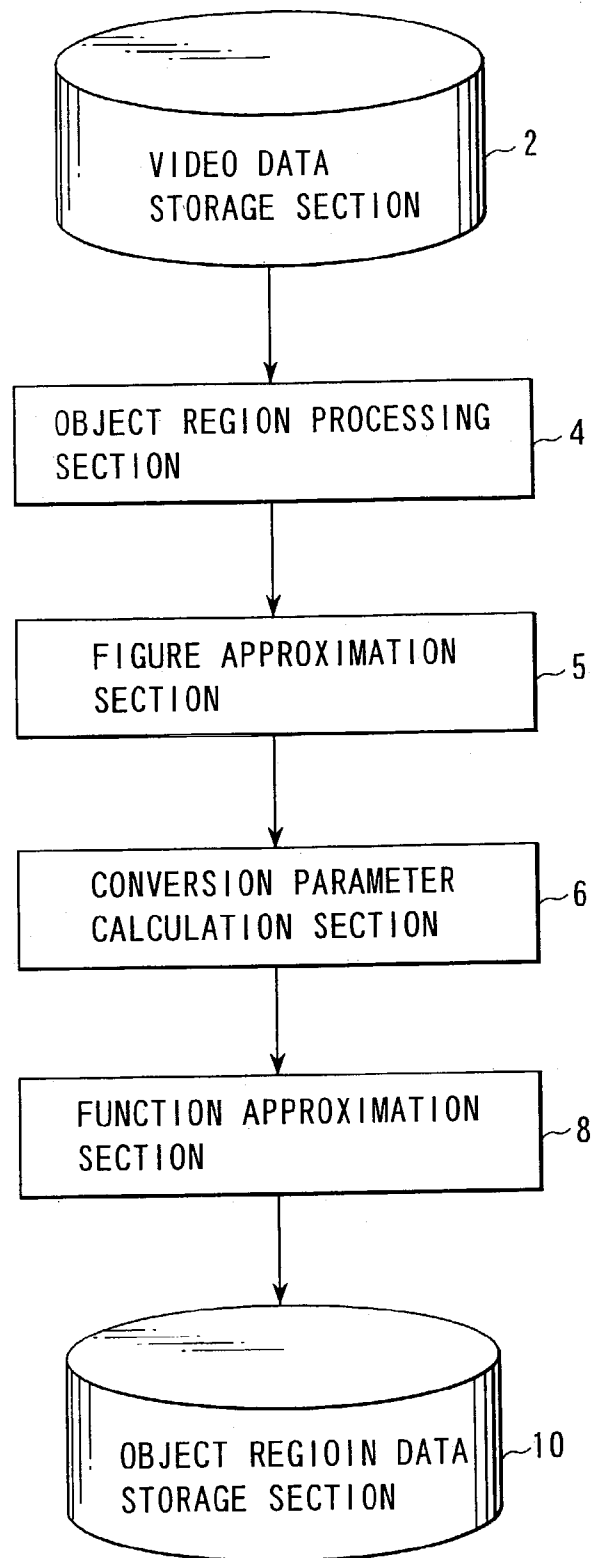 VIDEO DATA
STORAGE SECTION
2
OBJECT REGION PROCESSING
SECTION
4
FIGURE APPROXIMATION
SECTION
5
CONVERSION PARAMETER
CALCULATION SECTION
6
FUNCTION APPROXIMATION
SECTION
8
OBJECT REGIOIN DATA
STORAGE SECTION
10